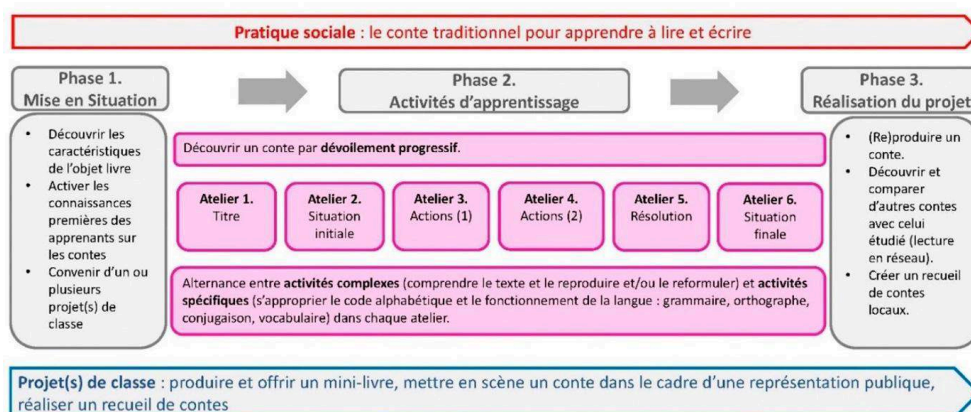 Pratique sociale : le conte traditionnel pour apprendre à lire et écrire
Phase 1.
Mise en Situation
Phase 2.
Activités d'apprentissage
Phase 3.
Réalisation du projet
• Découvrir les
caractéristiques
de l'objet livre
• Activer les
connaissances
premières des
apprenants sur
les contes
• Convenir d'un ou
plusieurs
projet(s) de
classe
Découvrir un conte par dévoilement progressif.
Atelier 1.
Titre
Atelier 2.
Situation
initiale
Atelier 3.
Actions (1)
Atelier 4.
Actions (2)
Atelier 5.
Résolution
Atelier 6.
Situation
finale
Alternance entre activités complexes (comprendre le texte et le reproduire et/ou le reformuler) et activités
spécifiques (s'approprier le code alphabétique et le fonctionnement de la langue : grammaire, orthographe,
conjugaison, vocabulaire) dans chaque atelier.
• (Re)produire un
conte.
• Découvrir et
comparer
d'autres contes
avec celui
étudié (lecture
en réseau).
• Créer un recueil
de contes
locaux.
Projet(s) de classe : produire et offrir un mini-livre, mettre en scène un conte dans le cadre d'une représentation publique,
réaliser un recueil de contes